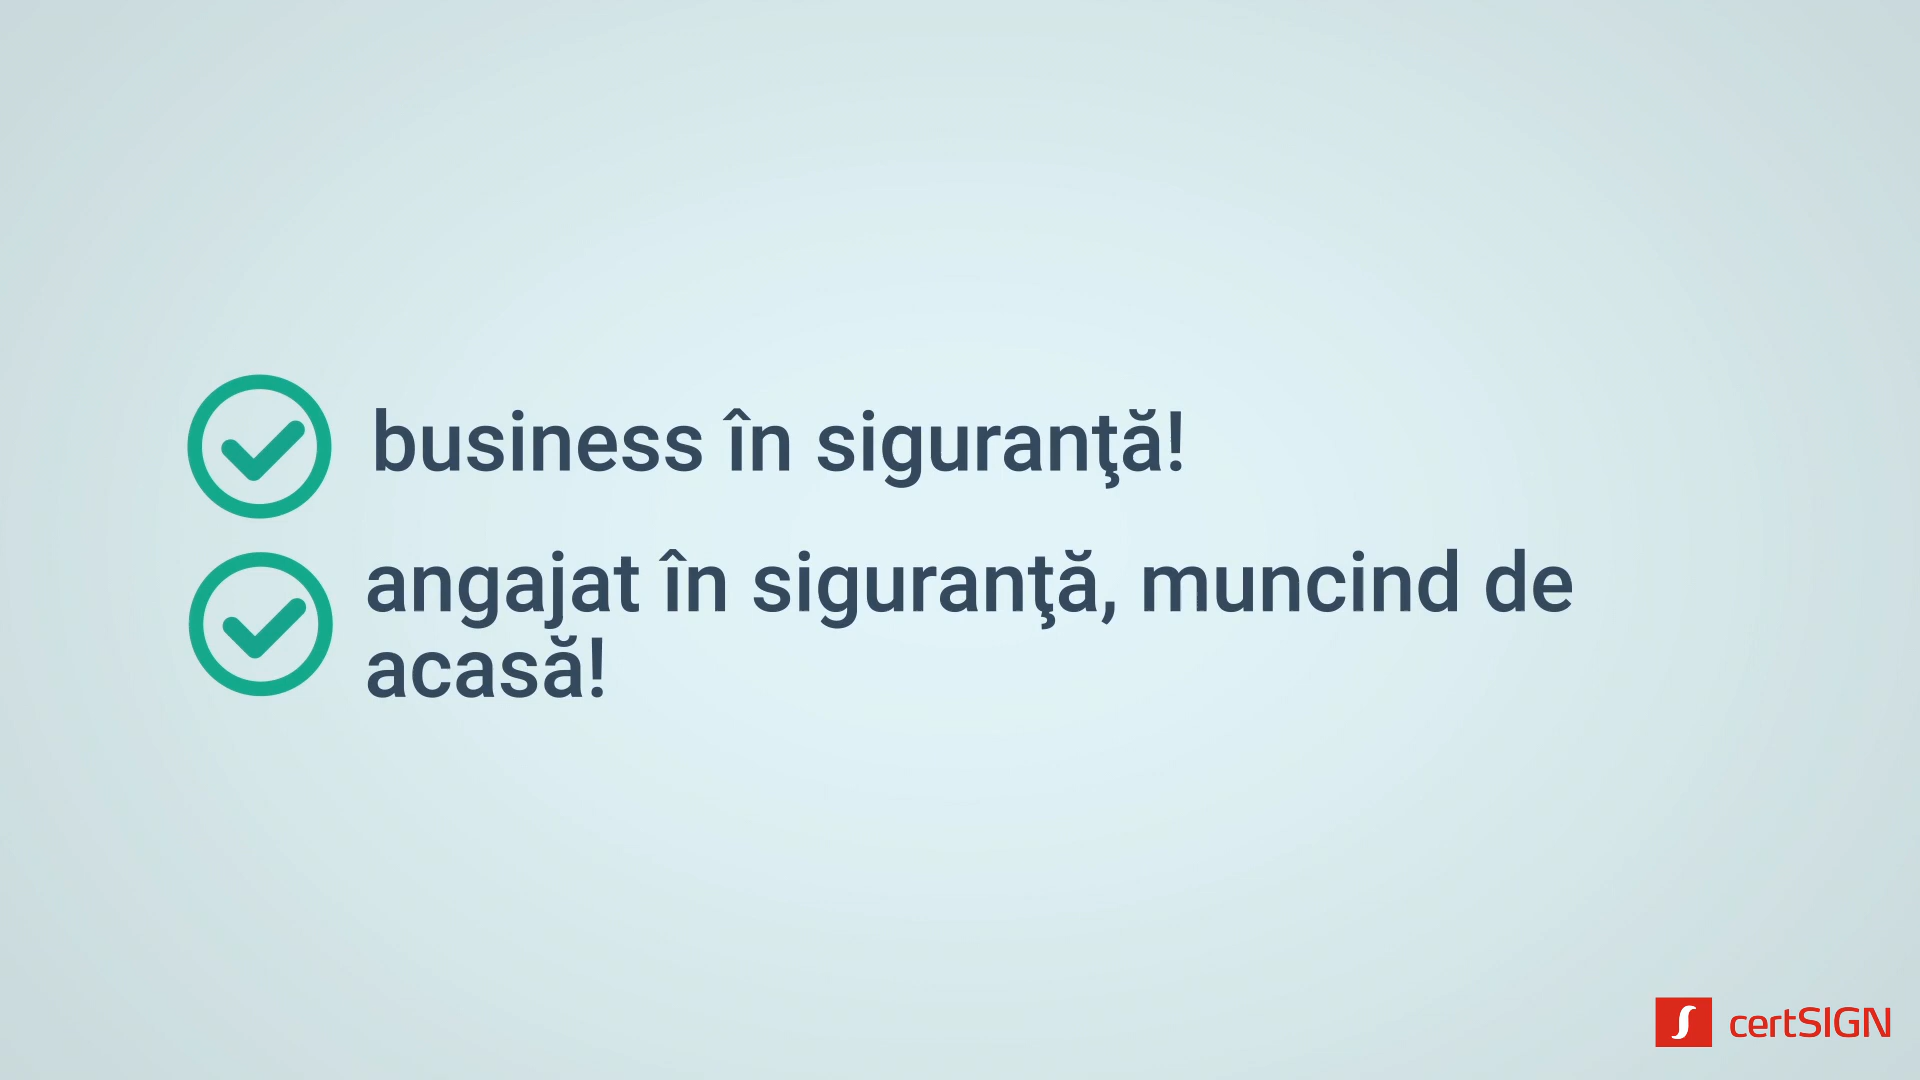 business în siguranţă!
angajat în siguranţă, muncind de
acasă!
certSIGN